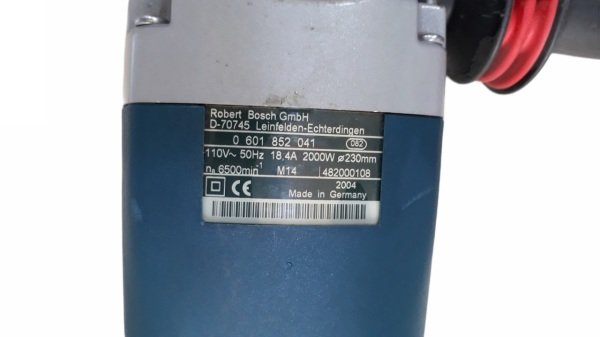 Robert Bosch GmbH
D-70745 Leinfelden-Echterdingen
0 601 852 041 082
110V~ 50Hz 18,4A 2000W ⌀230mm
n₀ 6500min⁻¹ M14 482000108
2004
CE Made in Germany